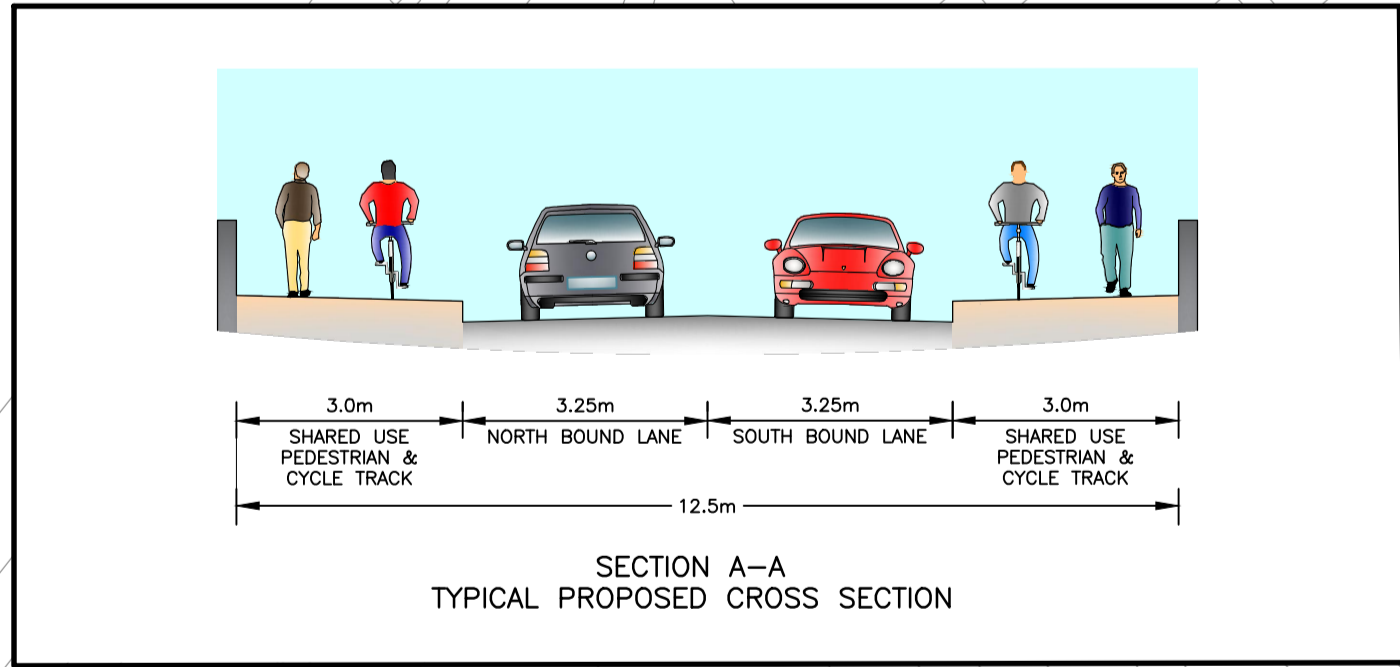 3.0m
3.25m
3.25m
3.0m
SHARED USE
PEDESTRIAN &
CYCLE TRACK
NORTH BOUND LANE
SOUTH BOUND LANE
SHARED USE
PEDESTRIAN &
CYCLE TRACK
12.5m
SECTION A–A
TYPICAL PROPOSED CROSS SECTION